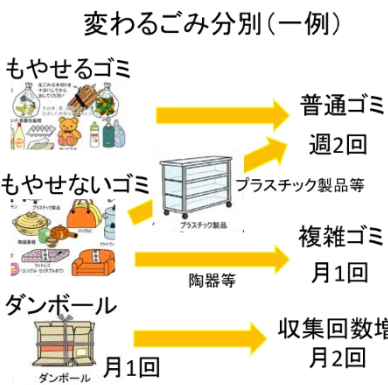 変わるごみ分別（一例）
もやせるゴミ
普通ゴミ
週2回
もやせないゴミ
プラスチック製品等
プラスチック製品
複雑ゴミ
月1回
陶器等
ダンボール
収集回数増
月2回
月1回
ダンボール